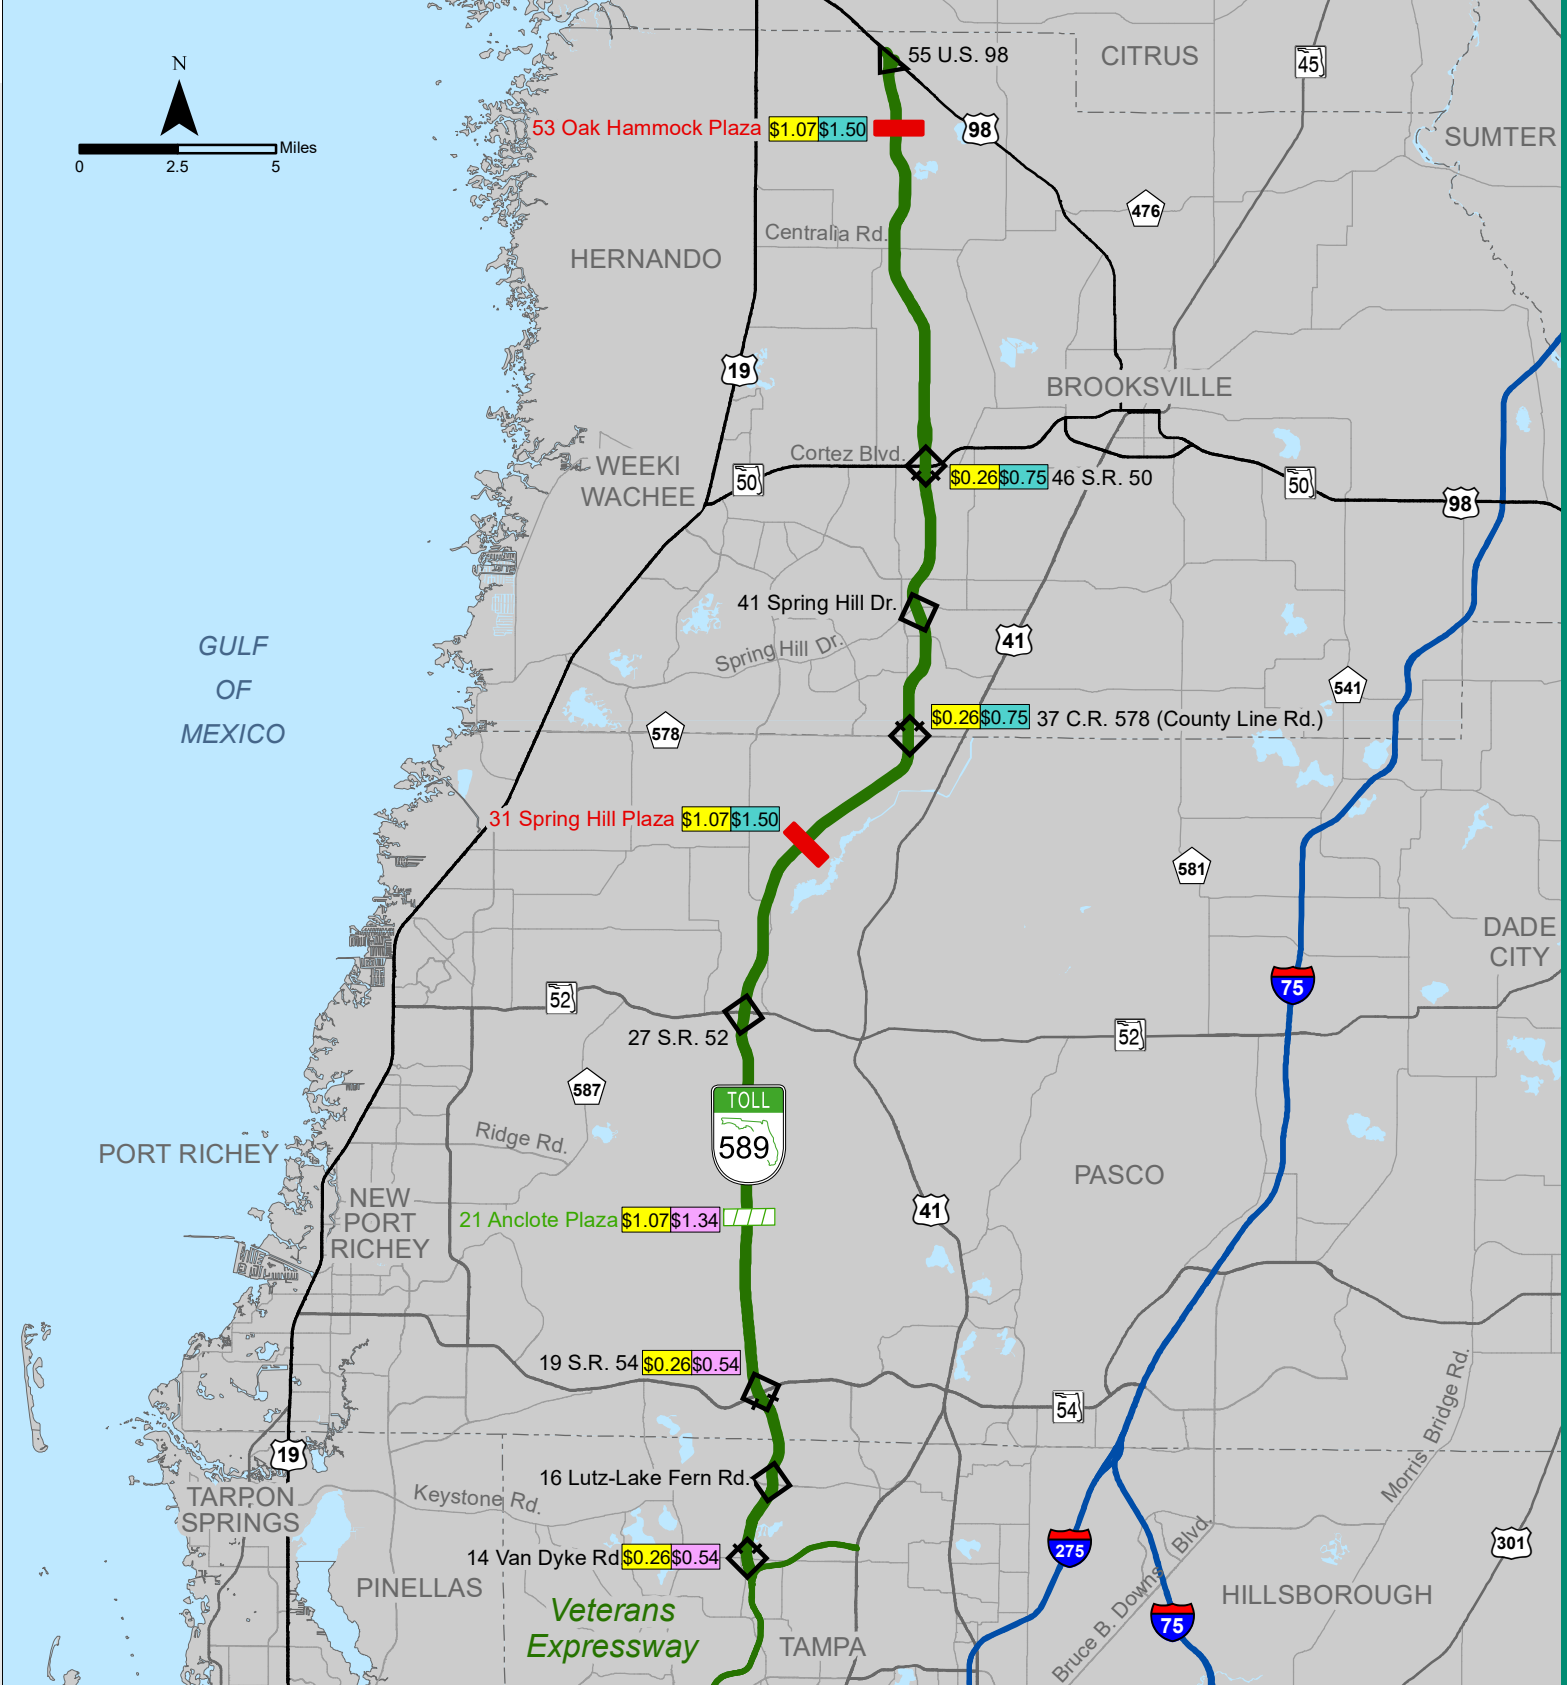 55 U.S. 98
CITRUS
45
N
53 Oak Hammock Plaza $1.07 $1.50
98
SUMTER
Miles
0 2.5 5
476
Centralia Rd.
HERNANDO
19
BROOKSVILLE
Cortez Blvd.
WEEKI
WACHEE
50
$0.26 $0.75 46 S.R. 50
50
98
41 Spring Hill Dr.
41
GULF
OF
MEXICO
Spring Hill Dr.
541
578
$0.26 $0.75 37 C.R. 578 (County Line Rd.)
31 Spring Hill Plaza $1.07 $1.50
581
DADE
CITY
75
52
27 S.R. 52
52
587
TOLL
589
Ridge Rd.
PORT RICHEY
PASCO
NEW
PORT
RICHEY
41
21 Anclote Plaza $1.07 $1.34
19 S.R. 54 $0.26 $0.54
54
Morris Bridge Rd.
19
16 Lutz-Lake Fern Rd.
Keystone Rd.
TARPON
SPRINGS
275
Bruce B. Downs Blvd.
301
14 Van Dyke Rd $0.26 $0.54
PINELLAS
HILLSBOROUGH
Veterans
Expressway
TAMPA
75